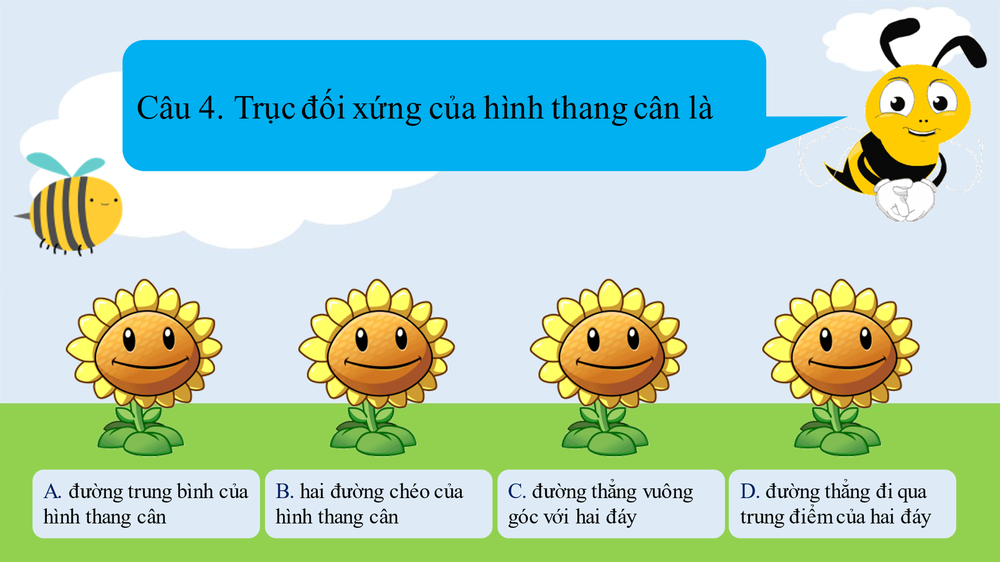 Câu 4. Trục đối xứng của hình thang cân là
A. đường trung bình của
hình thang cân
B. hai đường chéo của
hình thang cân
C. đường thẳng vuông
góc với hai đáy
D. đường thẳng đi qua
trung điểm của hai đáy